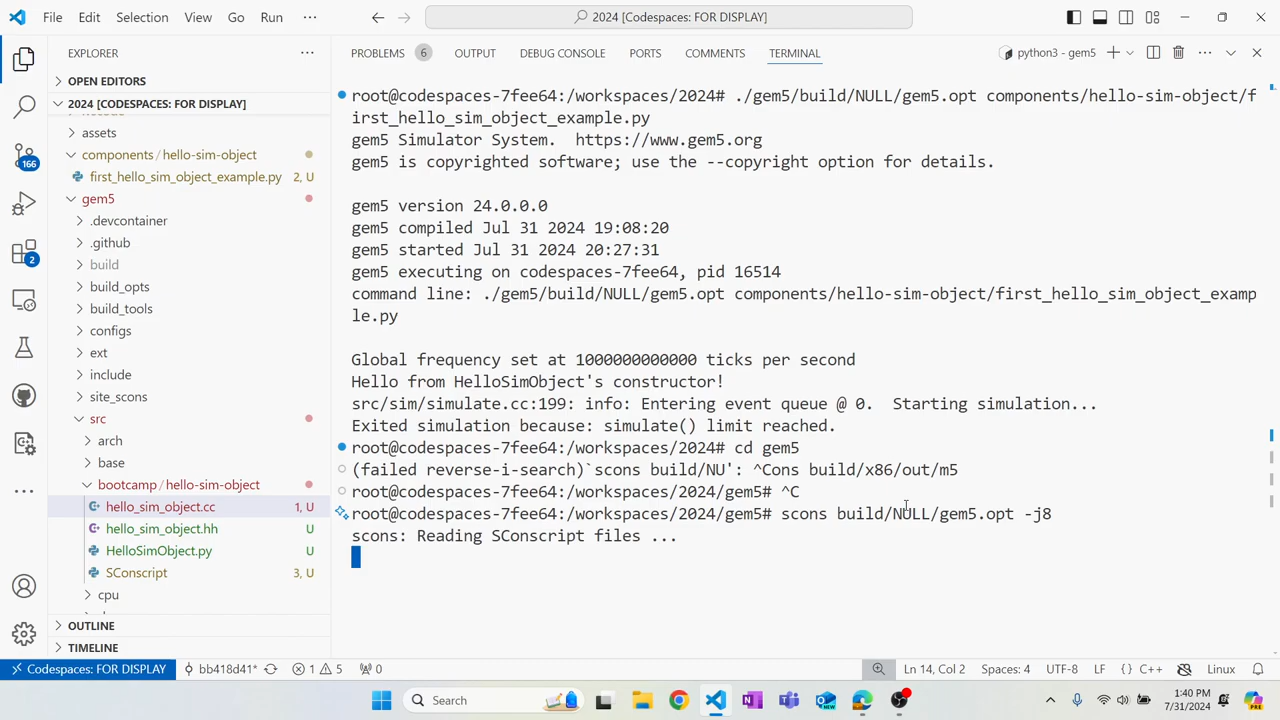 File Edit Selection View Go Run ··· 2024 [Codespaces: FOR DISPLAY]
EXPLORER ···
OPEN EDITORS
2024 [CODESPACES: FOR DISPLAY]
assets
components / hello-sim-object
first_hello_sim_object_example.py 2, U
gem5
.devcontainer
.github
build
build_opts
build_tools
configs
ext
include
site_scons
src
arch
base
bootcamp / hello-sim-object
hello_sim_object.cc 1, U
hello_sim_object.hh U
HelloSimObject.py U
SConscript 3, U
cpu
OUTLINE
TIMELINE
166
2
PROBLEMS 6 OUTPUT DEBUG CONSOLE PORTS COMMENTS TERMINAL python3 - gem5
root@codespaces-7fee64:/workspaces/2024# ./gem5/build/NULL/gem5.opt components/hello-sim-object/f
irst_hello_sim_object_example.py
gem5 Simulator System.  https://www.gem5.org
gem5 is copyrighted software; use the --copyright option for details.
gem5 version 24.0.0.0
gem5 compiled Jul 31 2024 19:08:20
gem5 started Jul 31 2024 20:27:31
gem5 executing on codespaces-7fee64, pid 16514
command line: ./gem5/build/NULL/gem5.opt components/hello-sim-object/first_hello_sim_object_examp
le.py
Global frequency set at 1000000000000 ticks per second
Hello from HelloSimObject's constructor!
src/sim/simulate.cc:199: info: Entering event queue @ 0.  Starting simulation...
Exited simulation because: simulate() limit reached.
root@codespaces-7fee64:/workspaces/2024# cd gem5
(failed reverse-i-search)`scons build/NU': ^Cons build/x86/out/m5
root@codespaces-7fee64:/workspaces/2024/gem5# ^C
root@codespaces-7fee64:/workspaces/2024/gem5# scons build/NULL/gem5.opt -j8
scons: Reading SConscript files ...
Codespaces: FOR DISPLAY bb418d41* 1 5 0 Ln 14, Col 2 Spaces: 4 UTF-8 LF {} C++ Linux
Search 1:40 PM
7/31/2024